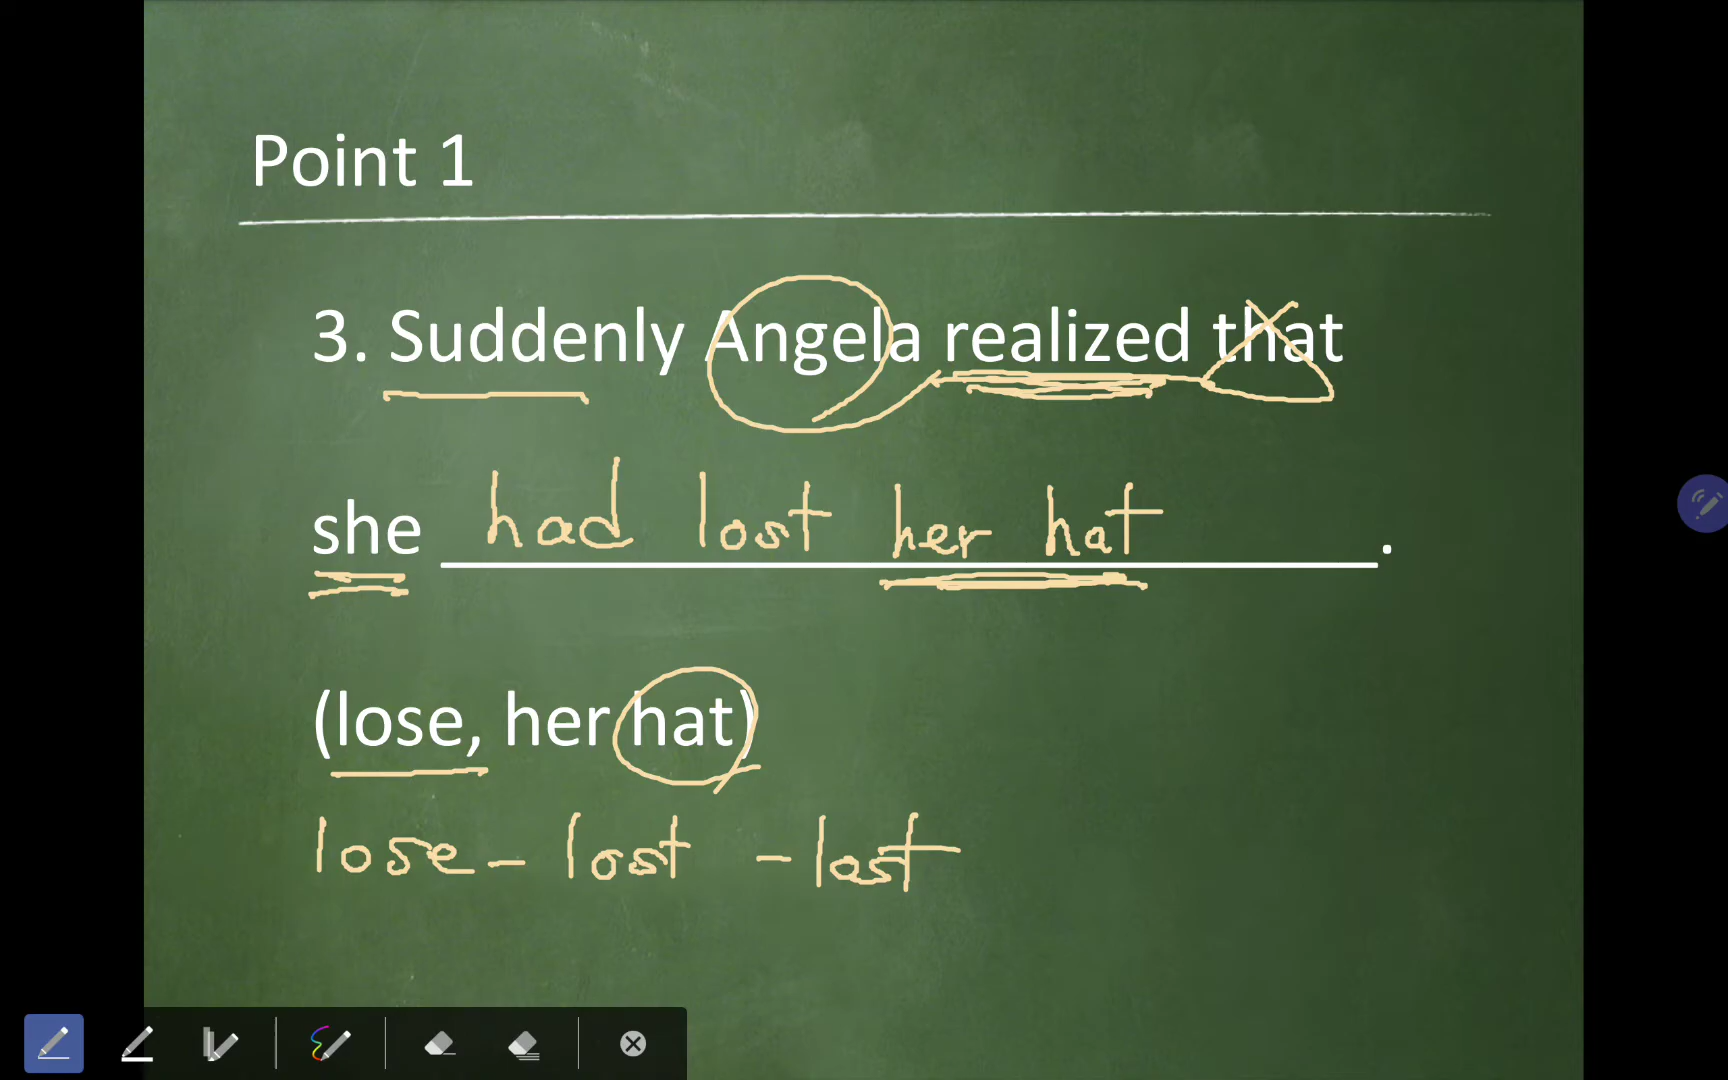 Point 1
3. Suddenly Angela realized that
she had lost her hat.
(lose, her hat)
lose - lost - lost